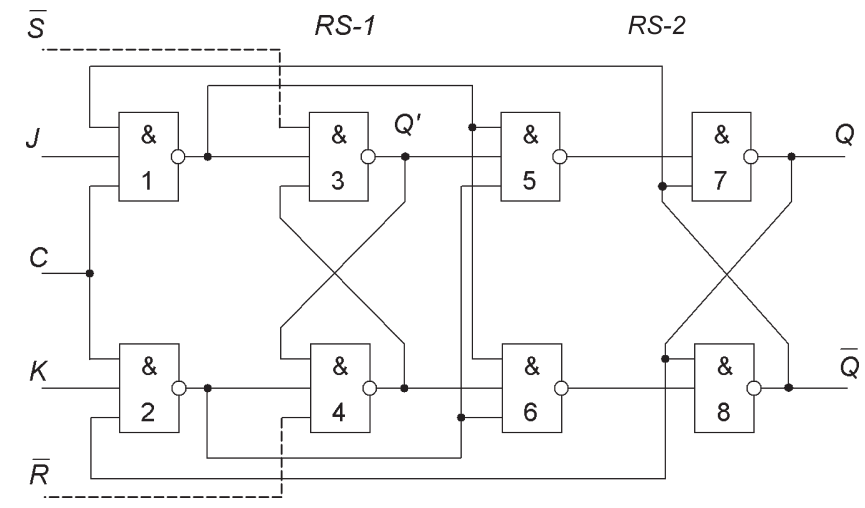 S̅ RS-1 RS-2
Q'
J & 1 & 3 & 5 & 7 Q
C
K & 2 & 4 & 6 & 8 Q̅
R̅